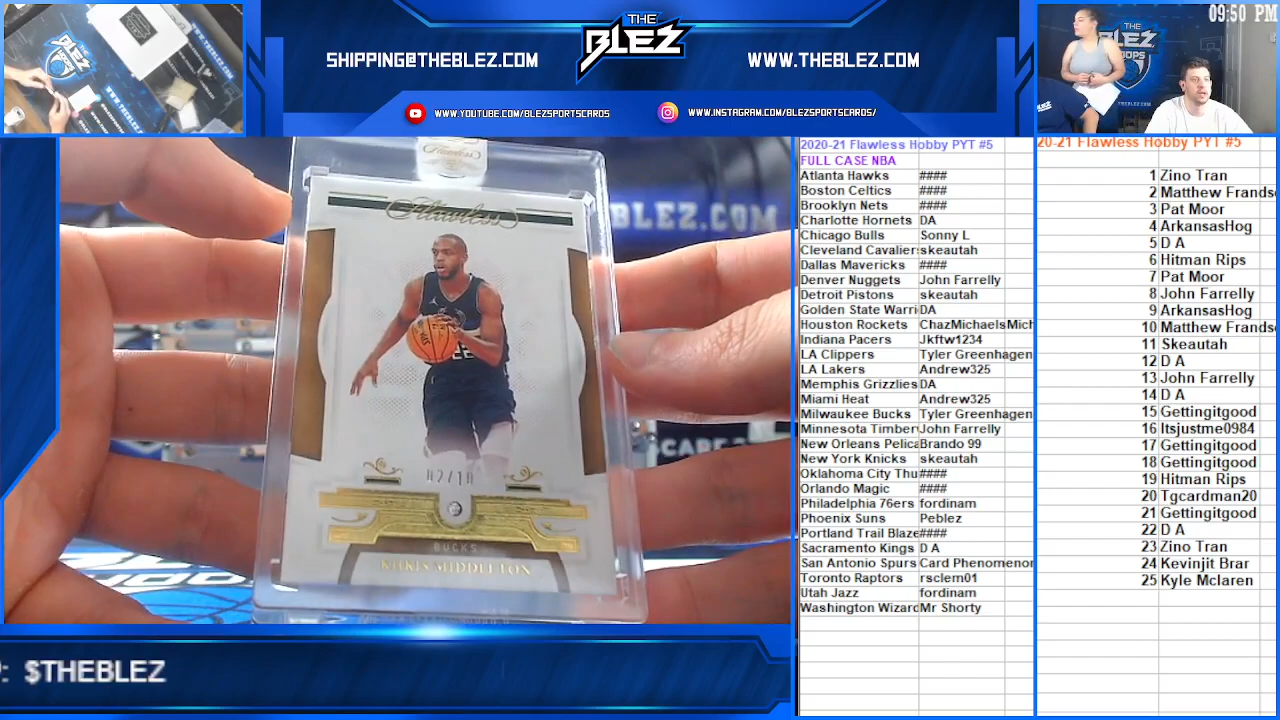 09:50 PM
THE
BLEZ
SHIPPING@THEBLEZ.COM
WWW.THEBLEZ.COM
WWW.YOUTUBE.COM/BLEZSPORTSCARDS
WWW.INSTAGRAM.COM/BLEZSPORTSCARDS/
Flawless
BLEZ.COM
02/10
BUCKS
KHRIS MIDDLETON
: $THEBLEZ
2020-21 Flawless Hobby PYT #5
FULL CASE NBA
Atlanta Hawks ####
Boston Celtics ####
Brooklyn Nets ####
Charlotte Hornets DA
Chicago Bulls Sonny L
Cleveland Cavaliers skeautah
Dallas Mavericks ####
Denver Nuggets John Farrelly
Detroit Pistons skeautah
Golden State Warri DA
Houston Rockets ChazMichaelsMich
Indiana Pacers Jkftw1234
LA Clippers Tyler Greenhagen
LA Lakers Andrew325
Memphis Grizzlies DA
Miami Heat Andrew325
Milwaukee Bucks Tyler Greenhagen
Minnesota Timber John Farrelly
New Orleans Pelica Brando 99
New York Knicks skeautah
Oklahoma City Thu ####
Orlando Magic ####
Philadelphia 76ers fordinam
Phoenix Suns Peblez
Portland Trail Blaze ####
Sacramento Kings D A
San Antonio Spurs Card Phenomenon
Toronto Raptors rsclem01
Utah Jazz fordinam
Washington Wizard Mr Shorty
20-21 Flawless Hobby PYT #5
1 Zino Tran
2 Matthew Frands
3 Pat Moor
4 ArkansasHog
5 D A
6 Hitman Rips
7 Pat Moor
8 John Farrelly
9 ArkansasHog
10 Matthew Frands
11 Skeautah
12 D A
13 John Farrelly
14 D A
15 Gettingitgood
16 Itsjustme0984
17 Gettingitgood
18 Gettingitgood
19 Hitman Rips
20 Tgcardman20
21 Gettingitgood
22 D A
23 Zino Tran
24 Kevinjit Brar
25 Kyle Mclaren